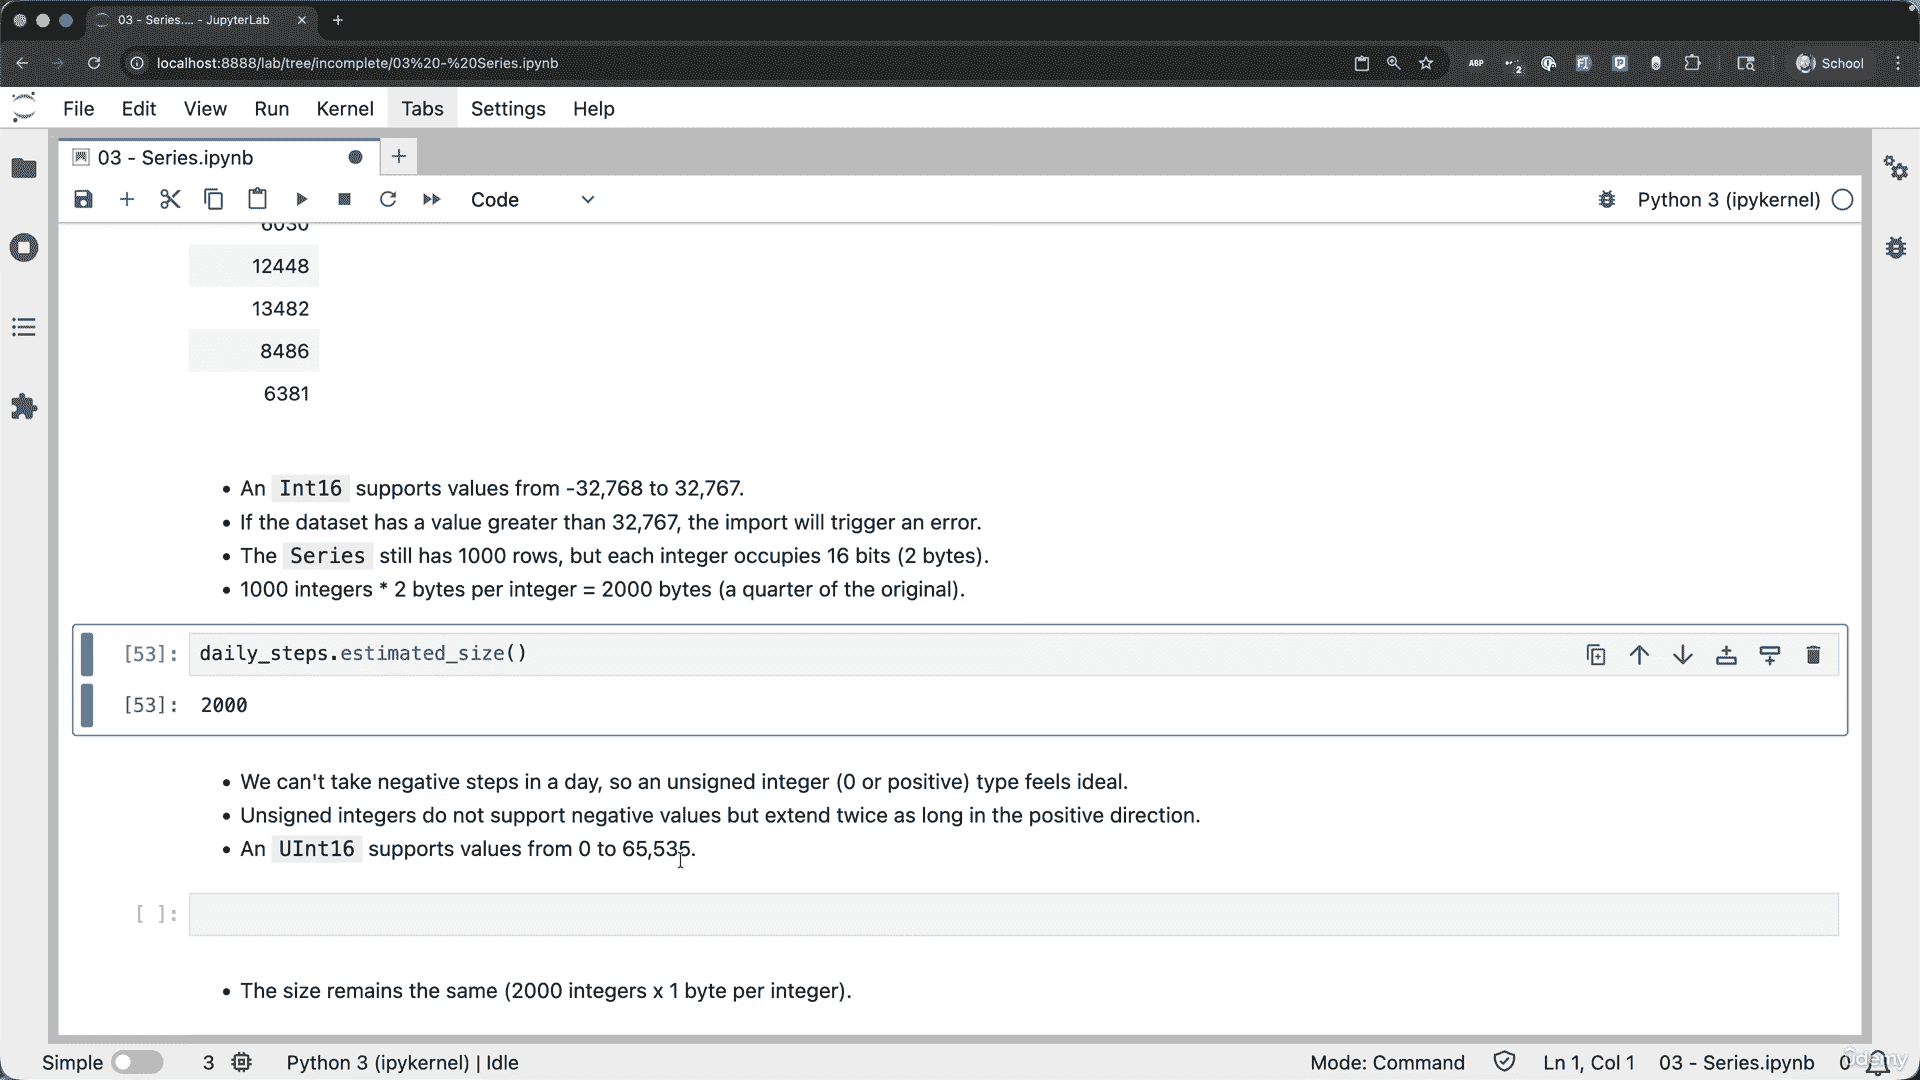 03 - Series.... - JupyterLab
localhost:8888/lab/tree/incomplete/03%20-%20Series.ipynb
ABP
2
School
File Edit View Run Kernel Tabs Settings Help
03 - Series.ipynb
Code
Python 3 (ipykernel)
6030
12448
13482
8486
6381
An Int16 supports values from -32,768 to 32,767.
If the dataset has a value greater than 32,767, the import will trigger an error.
The Series still has 1000 rows, but each integer occupies 16 bits (2 bytes).
1000 integers * 2 bytes per integer = 2000 bytes (a quarter of the original).
[53]: daily_steps.estimated_size()
[53]: 2000
We can't take negative steps in a day, so an unsigned integer (0 or positive) type feels ideal.
Unsigned integers do not support negative values but extend twice as long in the positive direction.
An UInt16 supports values from 0 to 65,535.
[ ]:
The size remains the same (2000 integers x 1 byte per integer).
Simple 3 Python 3 (ipykernel) | Idle Mode: Command Ln 1, Col 1 03 - Series.ipynb 0
udemy